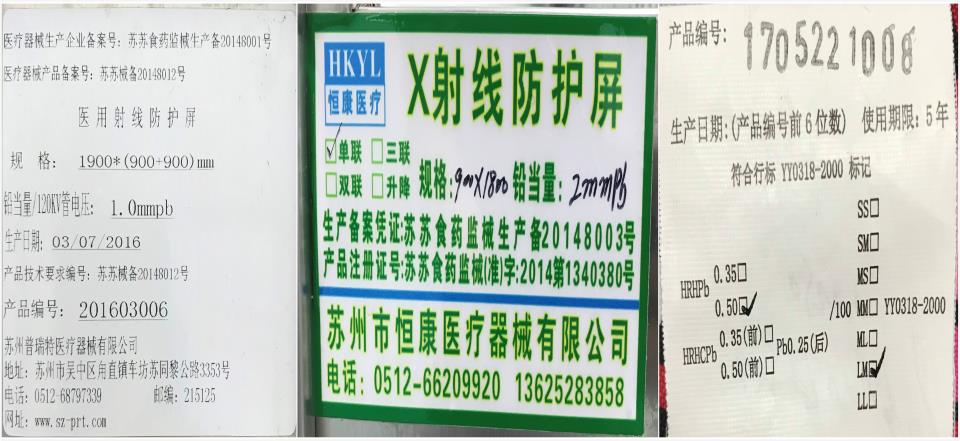 医疗器械生产企业备案号：苏苏食药监械生产备20148001号
医疗器械产品备案号：苏苏械备20148012号
医用射线防护屏
规 格： 1900*(900+900)mm
铅当量/120KV管电压： 1.0mmpb
生产日期： 03/07/2016
产品技术要求编号：苏苏械备20148012号
产品编号： 201603006
苏州普瑞特医疗器械有限公司
地址：苏州市吴中区甪直镇车坊苏同黎公路3353号
电话：0512-68797339 邮编：215125
网址：www.sz-prt.com
HKYL
恒康医疗
X射线防护屏
☑单联 □三联
□双联 □升降
规格:900X1800 铅当量：2mmpb
生产备案凭证:苏苏食药监械生产备20148003号
产品注册证号:苏苏食药监械(准)字:2014第1340380号
苏州市恒康医疗器械有限公司
电话：0512-66209920 13625283858
产品编号: 1705221008
生产日期:(产品编号前6位数) 使用期限：5年
符合行标 YY0318-2000 标记
SS□
SM□
HRHPb 0.35□ MS□
0.50☑ /100 MM□ YY0318-2000
HRHCPb 0.35(前)□ Pb0.25(后) ML□
0.50(前)□ LM☑
LL□